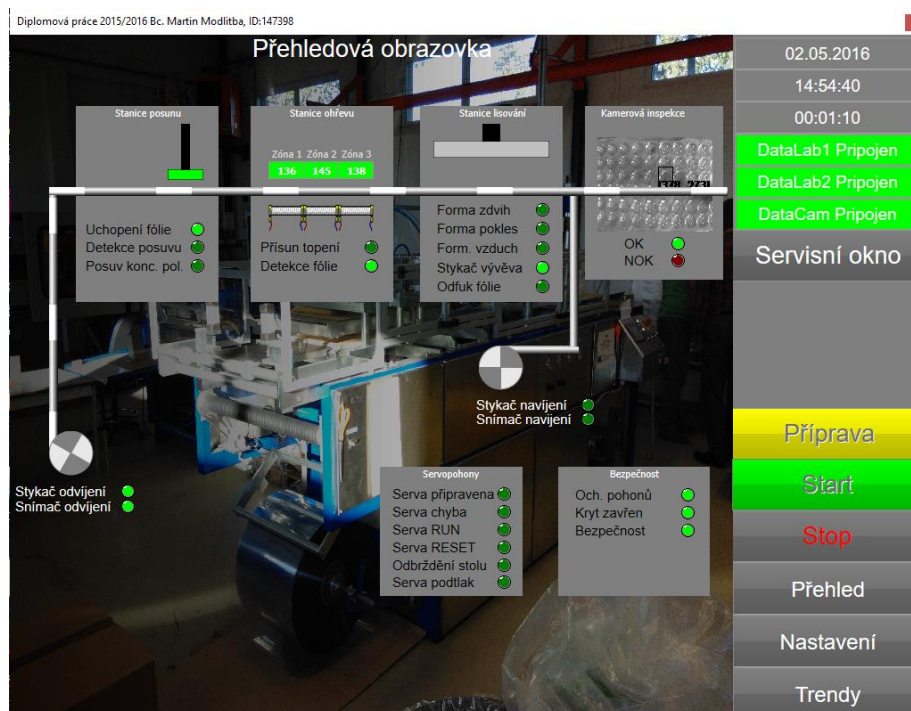 Diplomová práce 2015/2016 Bc. Martin Modlitba, ID:147398
Přehledová obrazovka
Stanice posunu
Uchopení fólie
Detekce posuvu
Posuv konc. pol.
Stanice ohřevu
Zóna 1 Zóna 2 Zóna 3
136 145 138
Přísun topení
Detekce fólie
Stanice lisování
Forma zdvih
Forma pokles
Form. vzduch
Stykač vývěva
Odfuk fólie
Kamerová inspekce
1378 2731
OK
NOK
Stykač navíjení
Snímač navijení
Stykač odvíjení
Snímač odvíjení
Servopohony
Serva připravena
Serva chyba
Serva RUN
Serva RESET
Odbrždění stolu
Serva podtlak
Bezpečnost
Och. pohonů
Kryt zavřen
Bezpečnost
02.05.2016
14:54:40
00:01:10
DataLab1 Pripojen
DataLab2 Pripojen
DataCam Pripojen
Servisní okno
Příprava
Start
Stop
Přehled
Nastavení
Trendy